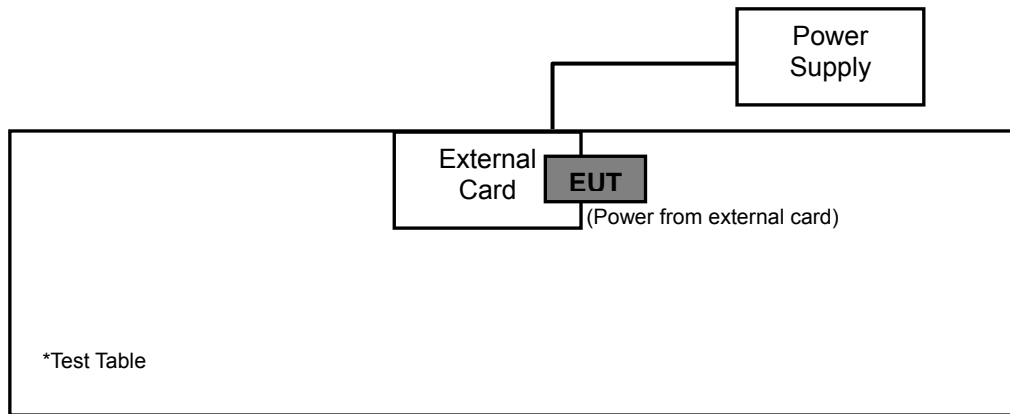 Power
Supply
External
Card
EUT
(Power from external card)
*Test Table